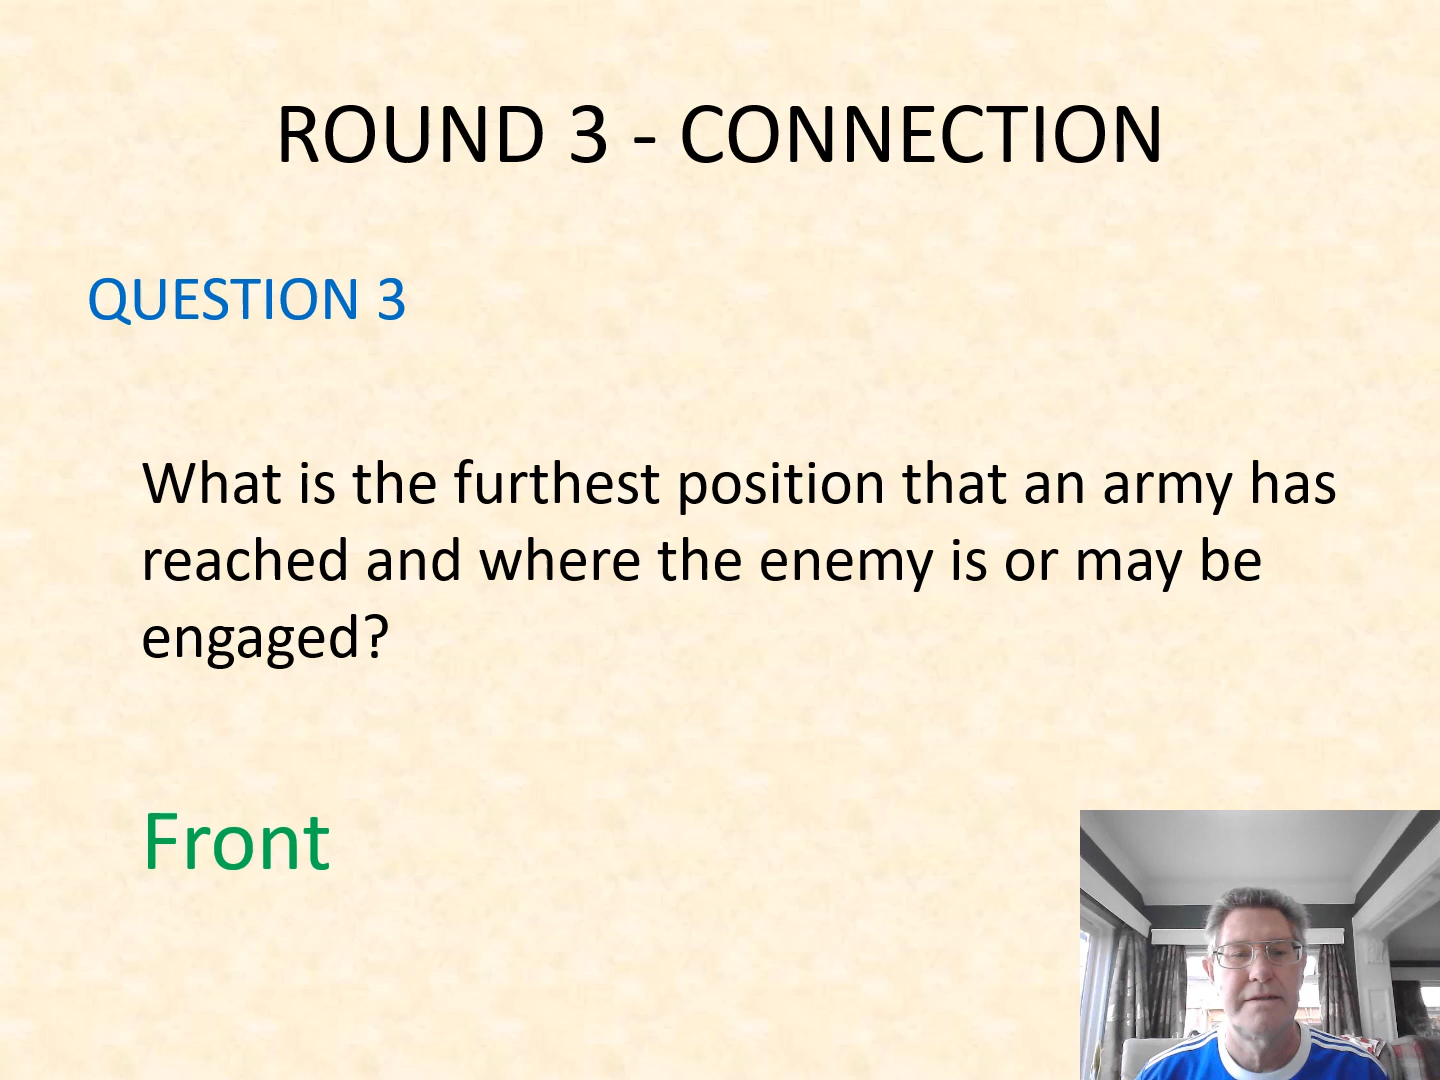 ROUND 3 - CONNECTION
QUESTION 3
What is the furthest position that an army has
reached and where the enemy is or may be
engaged?
Front